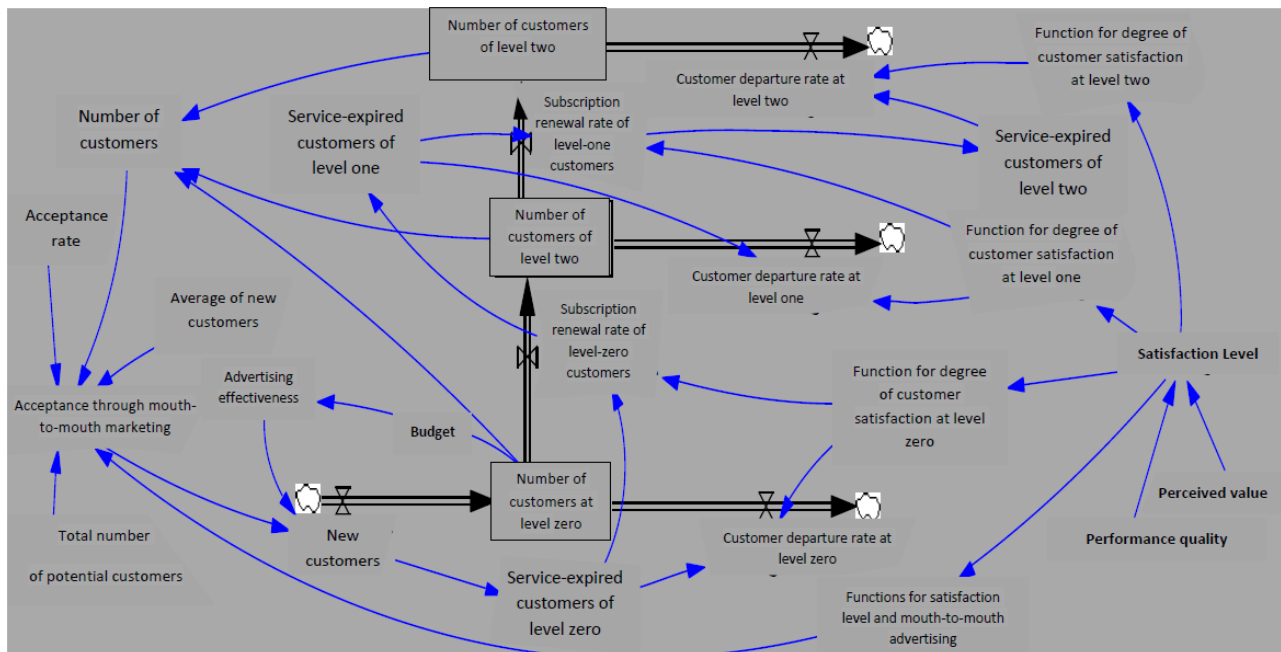 Number of customers
of level two
Function for degree of
customer satisfaction
at level two
Customer departure rate at
level two
Number of
customers
Service-expired
customers of
level one
Subscription
renewal rate of
level-one
customers
Service-expired
customers of
level two
Acceptance
rate
Number of
customers of
level two
Function for degree of
customer satisfaction
at level one
Customer departure rate at
level one
Average of new
customers
Subscription
renewal rate of
level-zero
customers
Satisfaction Level
Advertising
effectiveness
Function for degree
of customer
satisfaction at level
zero
Acceptance through mouth-
to-mouth marketing
Budget
Number of
customers at
level zero
Perceived value
Performance quality
Total number
of potential customers
New
customers
Customer departure rate at
level zero
Service-expired
customers of
level zero
Functions for satisfaction
level and mouth-to-mouth
advertising